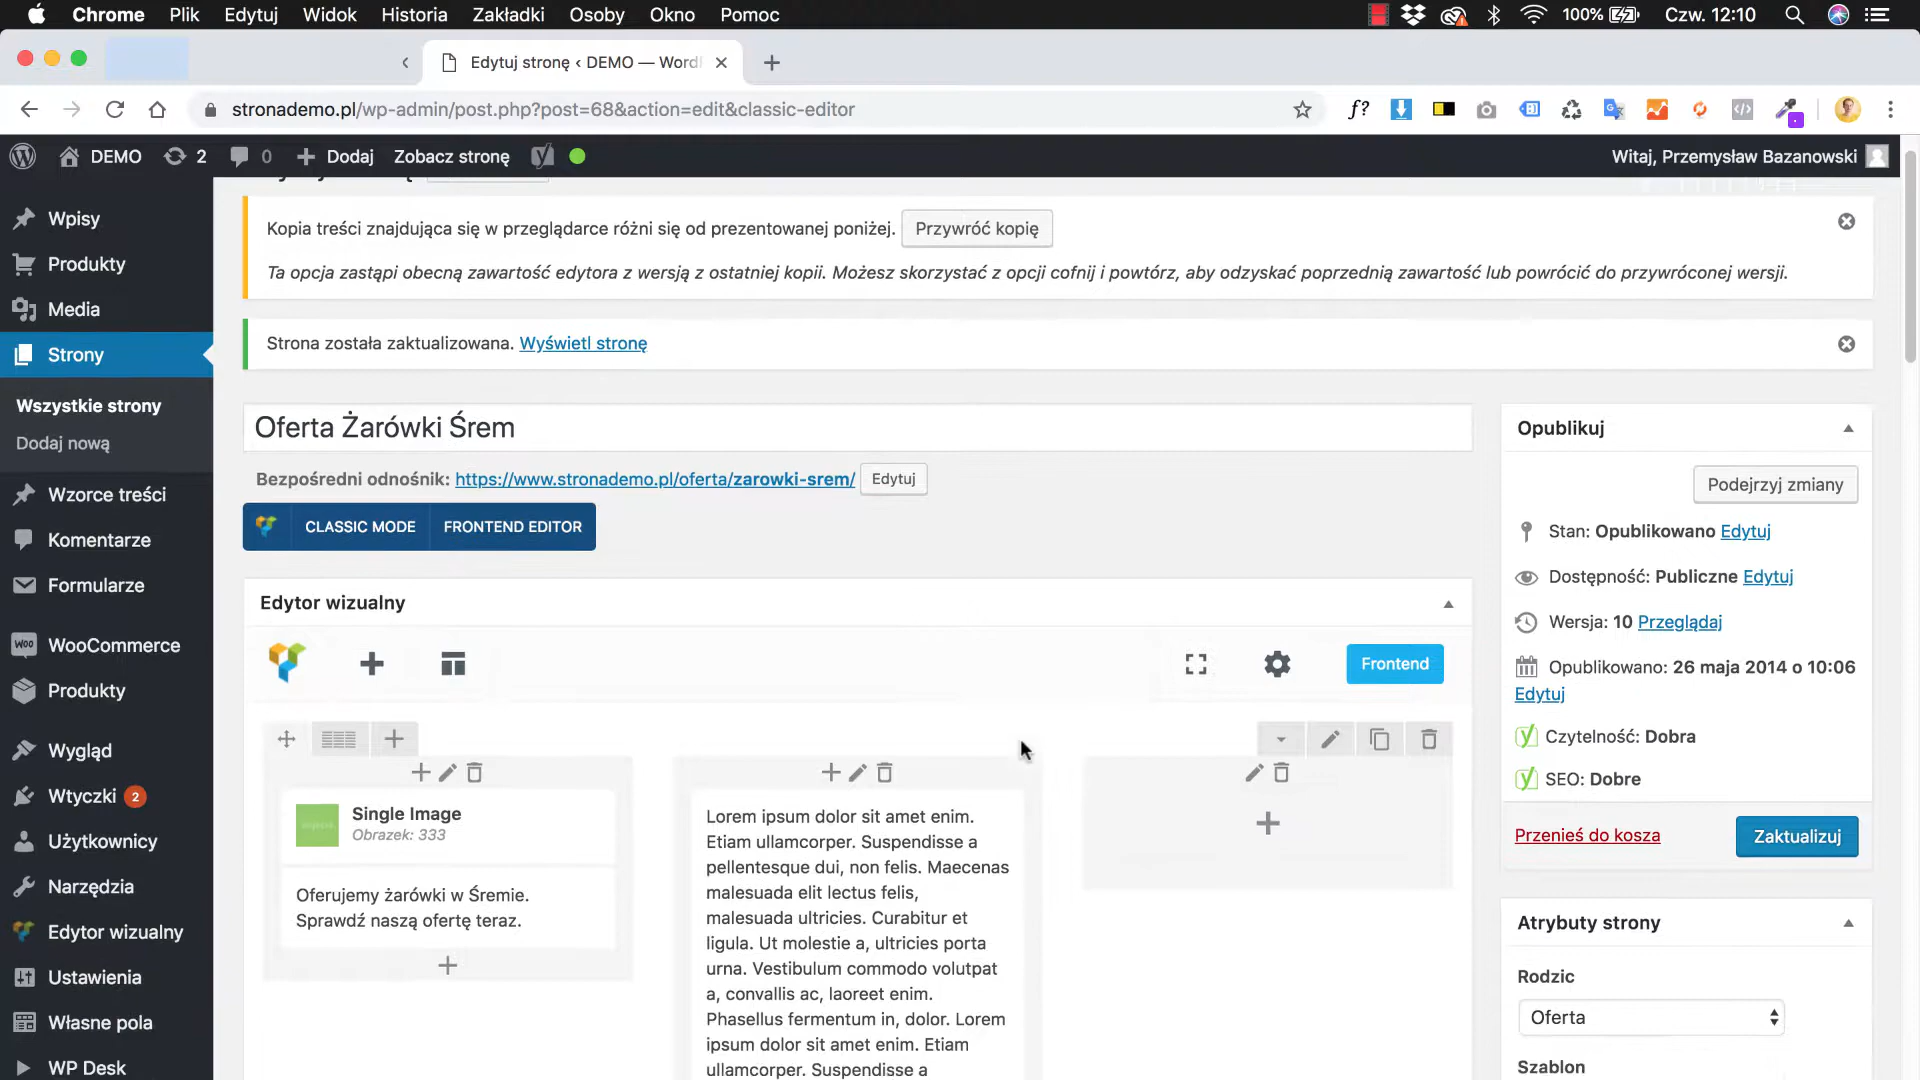 Chrome Plik Edytuj Widok Historia Zakładki Osoby Okno Pomoc 100% Czw. 12:10
Edytuj stronę ‹ DEMO — Word
stronademo.pl/wp-admin/post.php?post=68&action=edit&classic-editor
f?
DEMO 2 0 Dodaj Zobacz stronę Witaj, Przemysław Bazanowski
Wpisy
Produkty
Media
Strony
Wszystkie strony
Dodaj nową
Wzorce treści
Komentarze
Formularze
WooCommerce
Produkty
Wygląd
Wtyczki 2
Użytkownicy
Narzędzia
Edytor wizualny
Ustawienia
Własne pola
WP Desk
Kopia treści znajdująca się w przeglądarce różni się od prezentowanej poniżej. Przywróć kopię
Ta opcja zastąpi obecną zawartość edytora z wersją z ostatniej kopii. Możesz skorzystać z opcji cofnij i powtórz, aby odzyskać poprzednią zawartość lub powrócić do przywróconej wersji.
Strona została zaktualizowana. Wyświetl stronę
Oferta Żarówki Śrem
Bezpośredni odnośnik: https://www.stronademo.pl/oferta/zarowki-srem/ Edytuj
CLASSIC MODE FRONTEND EDITOR
Edytor wizualny
Frontend
Single Image
Obrazek: 333
Oferujemy żarówki w Śremie.
Sprawdź naszą ofertę teraz.
Lorem ipsum dolor sit amet enim.
Etiam ullamcorper. Suspendisse a
pellentesque dui, non felis. Maecenas
malesuada elit lectus felis,
malesuada ultricies. Curabitur et
ligula. Ut molestie a, ultricies porta
urna. Vestibulum commodo volutpat
a, convallis ac, laoreet enim.
Phasellus fermentum in, dolor. Lorem
ipsum dolor sit amet enim. Etiam
ullamcorper. Suspendisse a
Opublikuj
Podejrzyj zmiany
Stan: Opublikowano Edytuj
Dostępność: Publiczne Edytuj
Wersja: 10 Przeglądaj
Opublikowano: 26 maja 2014 o 10:06
Edytuj
Czytelność: Dobra
SEO: Dobre
Przenieś do kosza Zaktualizuj
Atrybuty strony
Rodzic
Oferta
Szablon